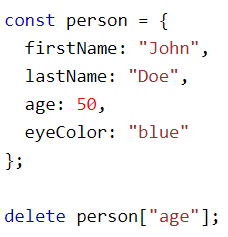 const person = {
  firstName: "John",
  lastName: "Doe",
  age: 50,
  eyeColor: "blue"
};

delete person["age"];